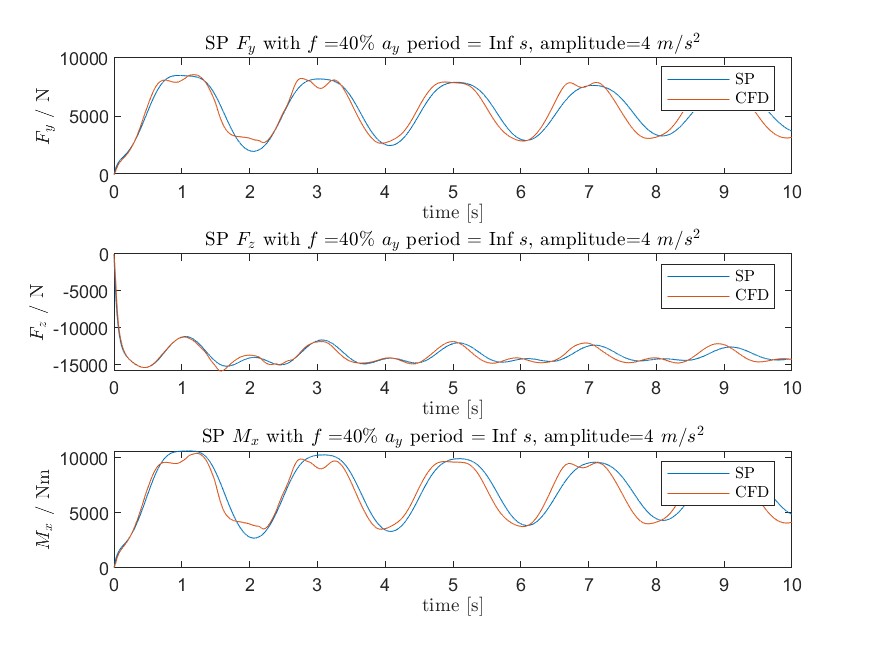 SP F_y with f =40% a_y period = Inf s, amplitude=4 m/s^2
10000
5000
0
F_y / N
SP
CFD
0 1 2 3 4 5 6 7 8 9 10
time [s]
SP F_z with f =40% a_y period = Inf s, amplitude=4 m/s^2
0
-5000
-10000
-15000
F_z / N
SP
CFD
0 1 2 3 4 5 6 7 8 9 10
time [s]
SP M_x with f =40% a_y period = Inf s, amplitude=4 m/s^2
10000
5000
0
M_x / Nm
SP
CFD
0 1 2 3 4 5 6 7 8 9 10
time [s]